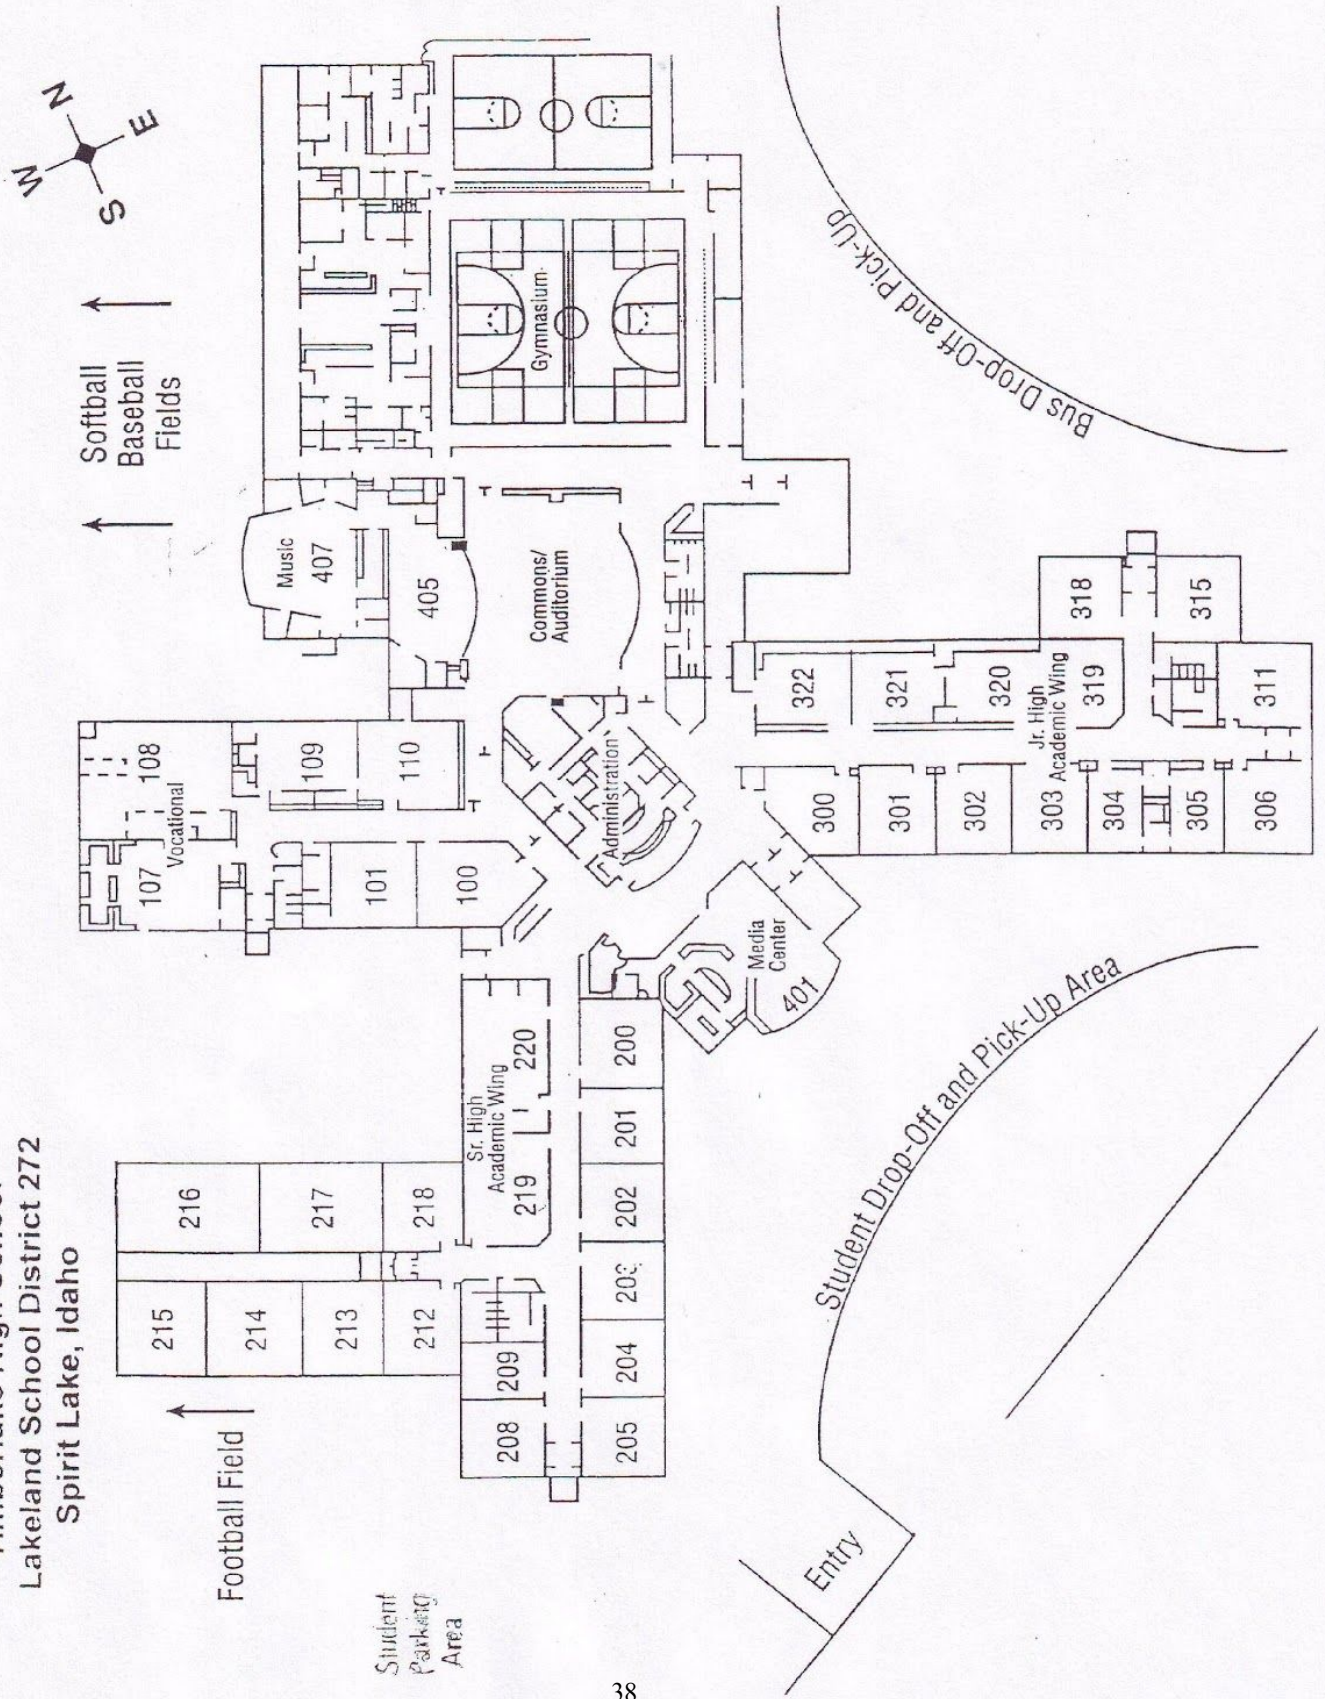 Lakeland School District 272
Spirit Lake, Idaho
N
E
W
S
Softball
Baseball
Fields
Football Field
Student
Parking
Area
Music
407
405
Commons/
Auditorium
Gymnasium
Bus Drop-Off and Pick-Up
108
Vocational
107
109
110
101
100
Administration
Media
Center
401
Sr. High
Academic Wing
220
219
216
217
218
215
214
213
212
209
208
200
201
202
203
204
205
322
321
320
319
318
315
311
Jr. High
Academic Wing
300
301
302
303
304
305
306
Student Drop-Off and Pick-Up Area
Entry
38